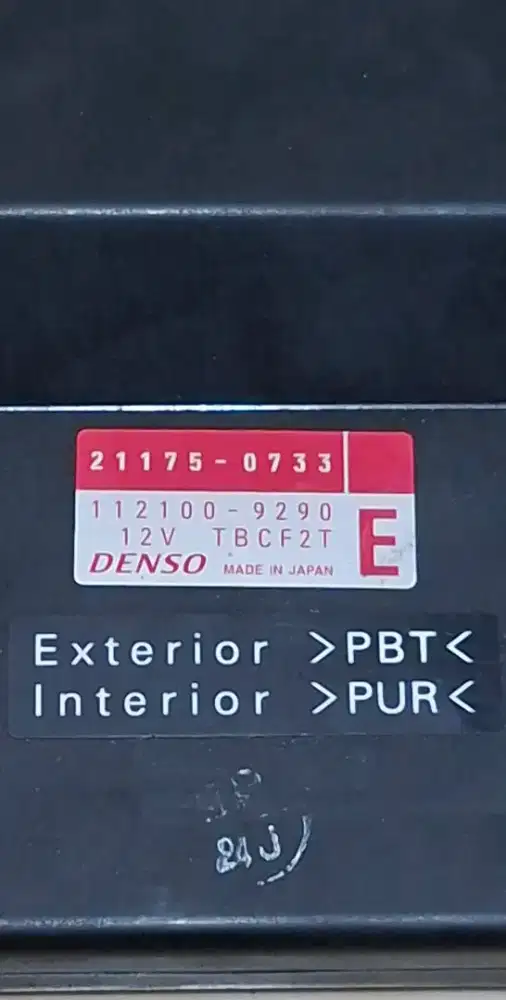 21175-0733
112100-9290
12V TBCF2T
E
DENSO MADE IN JAPAN
Exterior >PBT<
Interior >PUR<
24J